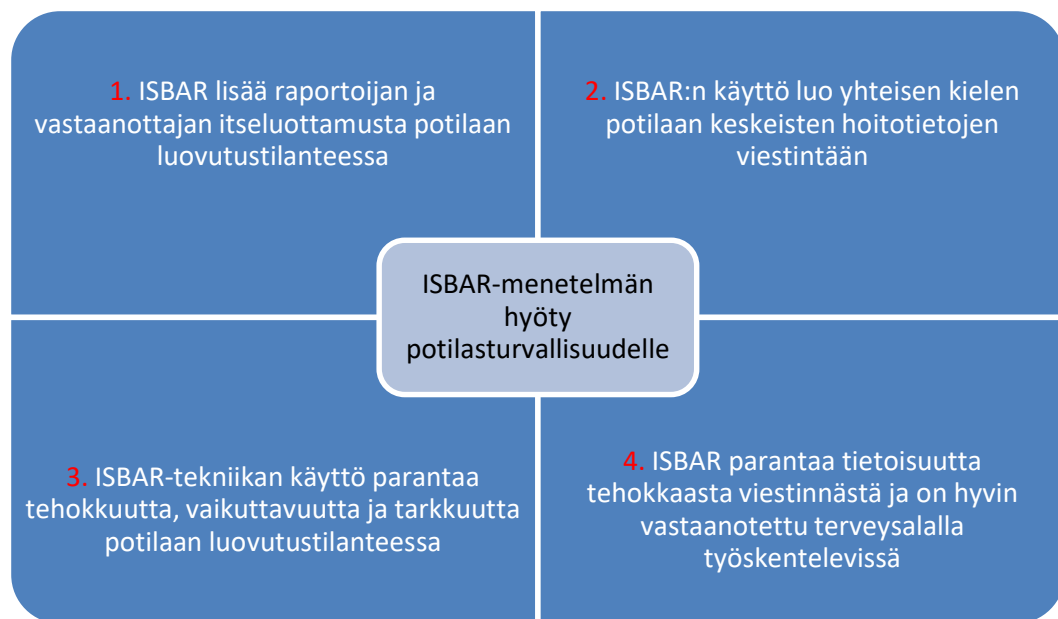 1. ISBAR lisää raportoijan ja
vastaanottajan itseluottamusta potilaan
luovutustilanteessa
2. ISBAR:n käyttö luo yhteisen kielen
potilaan keskeisten hoitotietojen
viestintään
ISBAR-menetelmän
hyöty
potilasturvallisuudelle
3. ISBAR-tekniikan käyttö parantaa
tehokkuutta, vaikuttavuutta ja tarkkuutta
potilaan luovutustilanteessa
4. ISBAR parantaa tietoisuutta
tehokkaasta viestinnästä ja on hyvin
vastaanotettu terveysalalla
työskentelevissä